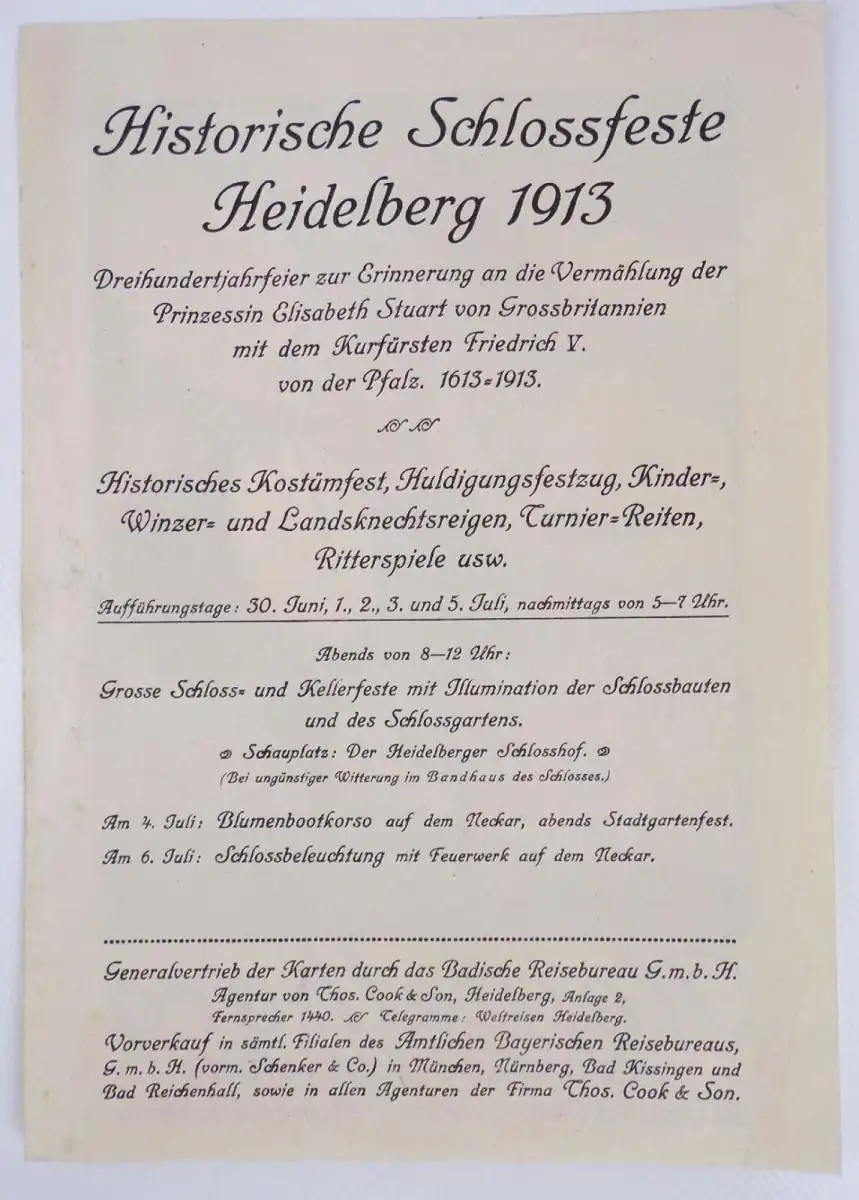 Historische Schlossfeste
Heidelberg 1913
Dreihundertjahrfeier zur Erinnerung an die Vermählung der
Prinzessin Elisabeth Stuart von Grossbritannien
mit dem Kurfürsten Friedrich V.
von der Pfalz. 1613=1913.
Historisches Kostümfest, Huldigungsfestzug, Kinder=,
Winzer= und Landsknechtsreigen, Turnier=Reiten,
Ritterspiele usw.
Aufführungstage: 30. Juni, 1., 2., 3. und 5. Juli, nachmittags von 5—7 Uhr.
Abends von 8—12 Uhr:
Grosse Schloss= und Kellerfeste mit Illumination der Schlossbauten
und des Schlossgartens.
Schauplatz: Der Heidelberger Schlosshof.
(Bei ungünstiger Witterung im Bandhaus des Schlosses.)
Am 4. Juli: Blumenbootkorso auf dem Neckar, abends Stadtgartenfest.
Am 6. Juli: Schlossbeleuchtung mit Feuerwerk auf dem Neckar.
Generalvertrieb der Karten durch das Badische Reisebureau G.m.b.H.
Agentur von Thos. Cook & Son, Heidelberg, Anlage 2,
Fernsprecher 1440. Telegramme: Weltreisen Heidelberg.
Vorverkauf in sämtl. Filialen des Amtlichen Bayerischen Reisebureaus,
G. m. b. H. (vorm. Schenker & Co.) in München, Nürnberg, Bad Kissingen und
Bad Reichenhall, sowie in allen Agenturen der Firma Thos. Cook & Son.